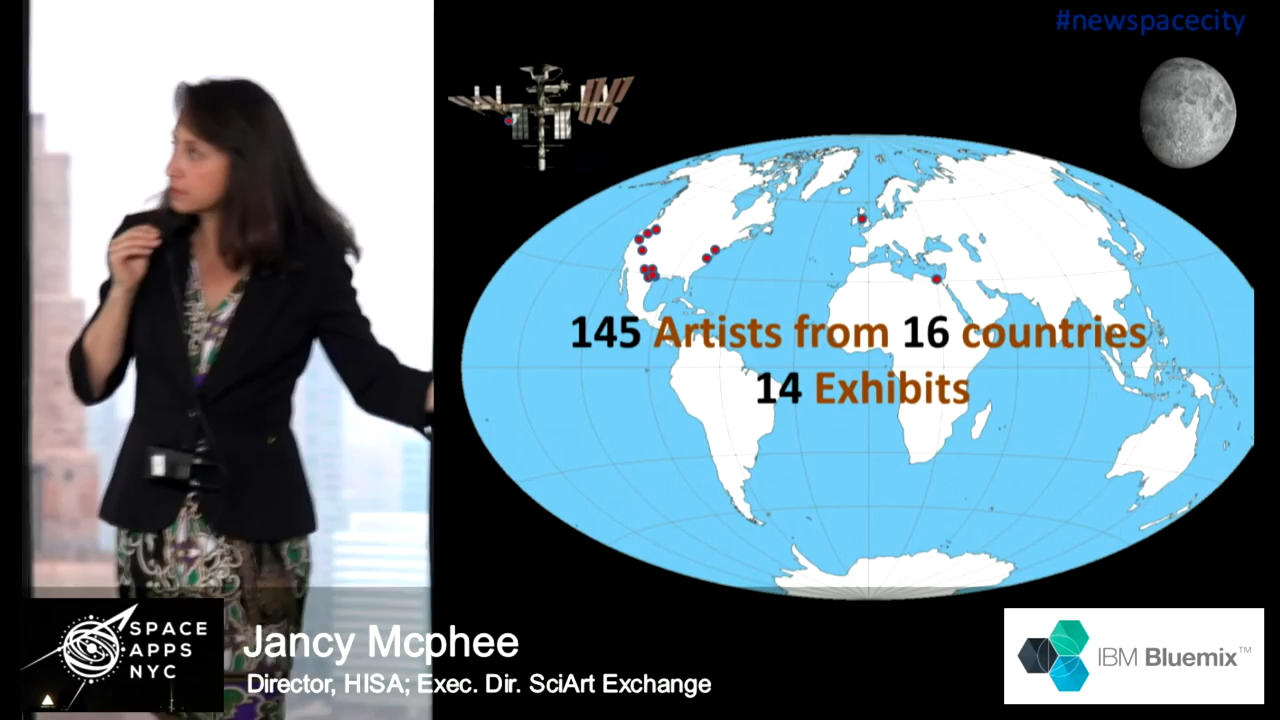 #newspacecity
145 Artists from 16 countries
14 Exhibits
SPACE
APPS
NYC
Jancy Mcphee
Director, HISA; Exec. Dir. SciArt Exchange
IBM Bluemix™